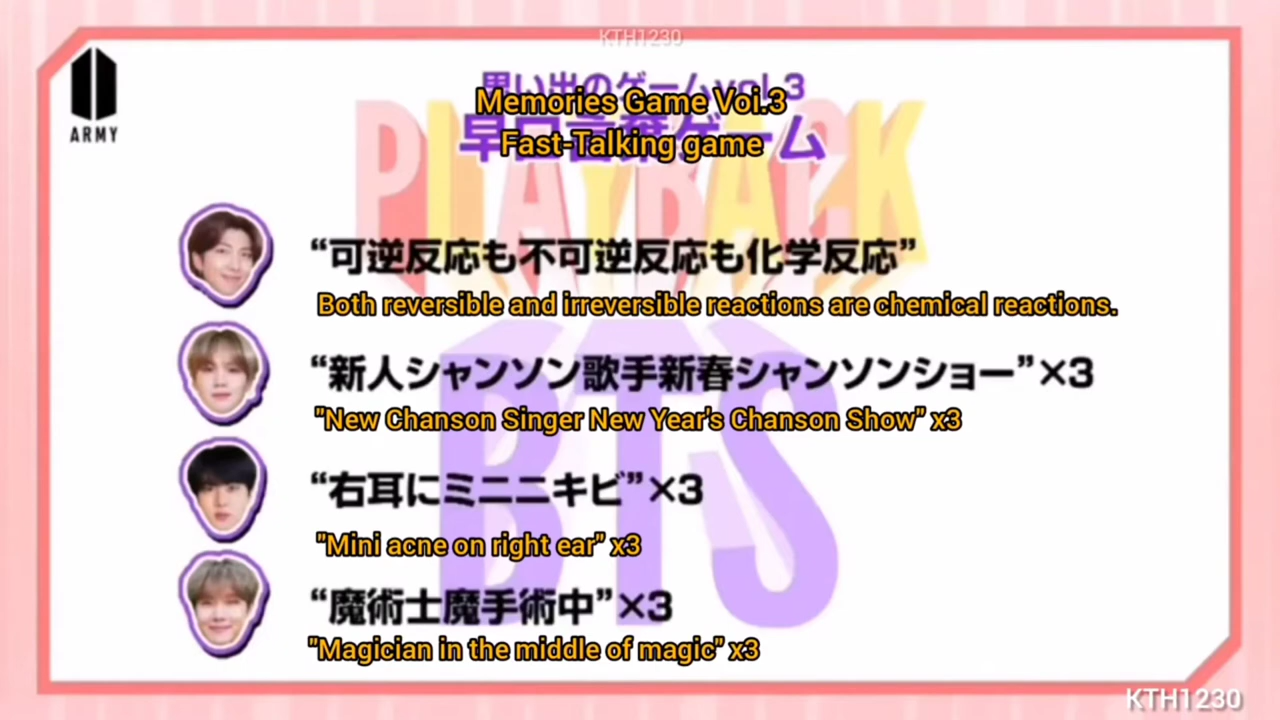 KTH1230
ARMY
思い出のゲームvol.3
Memories Game Voi.3
早口言葉ゲーム
Fast-Talking game
PLAYBACK
BTS
“可逆反応も不可逆反応も化学反応”
Both reversible and irreversible reactions are chemical reactions.
“新人シャンソン歌手新春シャンソンショー”×3
"New Chanson Singer New Year's Chanson Show" x3
“右耳にミニニキビ”×3
"Mini acne on right ear" x3
“魔術士魔手術中”×3
"Magician in the middle of magic" x3
KTH1230